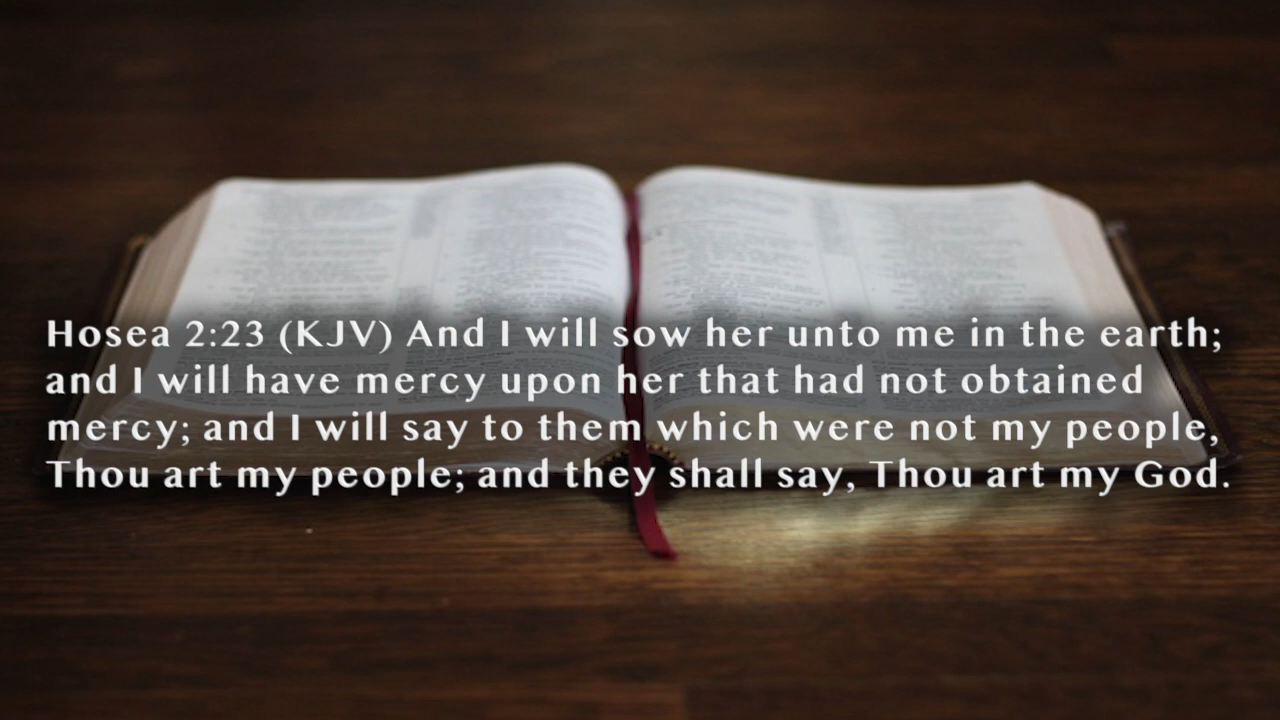 Hosea 2:23 (KJV) And I will sow her unto me in the earth;
and I will have mercy upon her that had not obtained
mercy; and I will say to them which were not my people,
Thou art my people; and they shall say, Thou art my God.